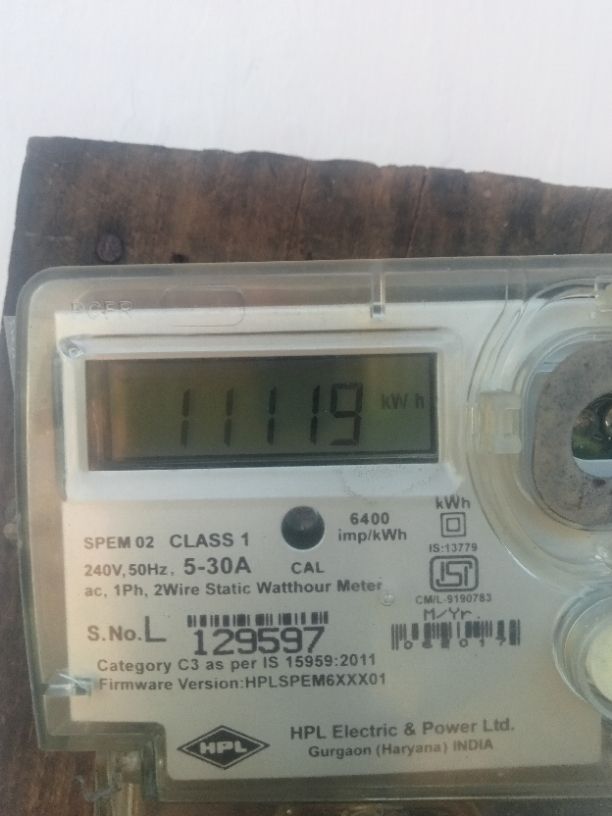 11119 kWh
SPEM 02 CLASS 1
6400
imp/kWh
kWh
IS:13779
240V,50Hz, 5-30A
CAL
ac, 1Ph, 2Wire Static Watthour Meter
ISI
CM/L-9190783
M/Yr.
S.No. L 129597
Category C3 as per IS 15959:2011
Firmware Version:HPLSPEM6XXX01
HPL
HPL Electric & Power Ltd.
Gurgaon (Haryana) INDIA